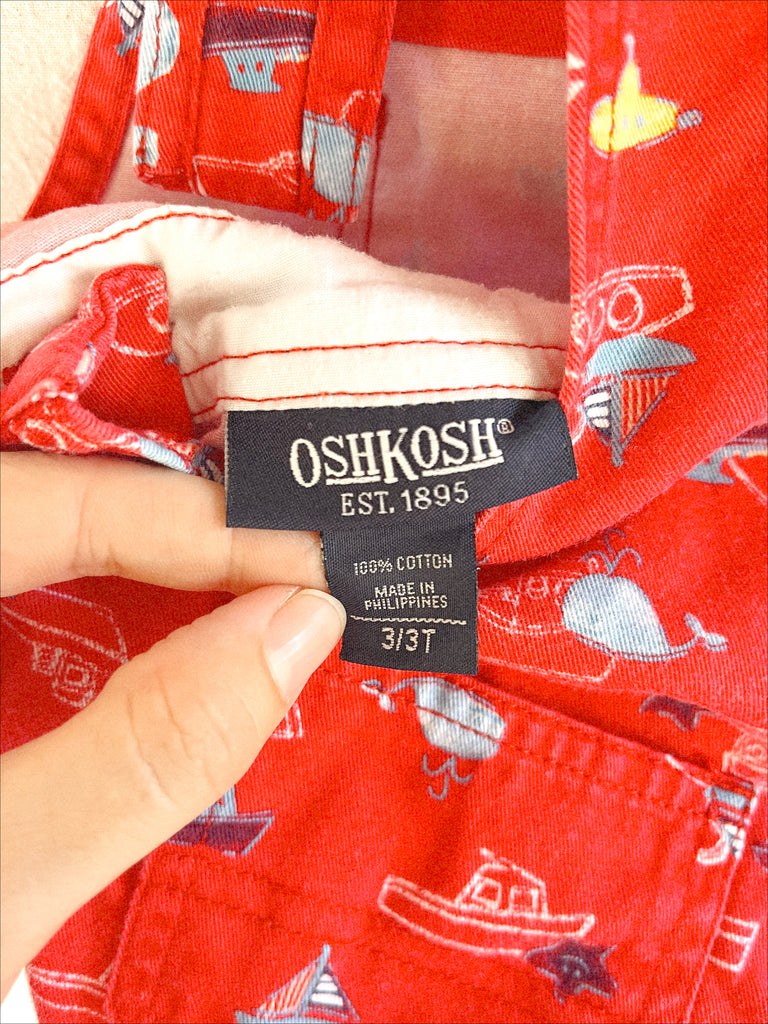 OSHKOSH®
EST. 1895
100% COTTON
MADE IN
PHILIPPINES
3/3T